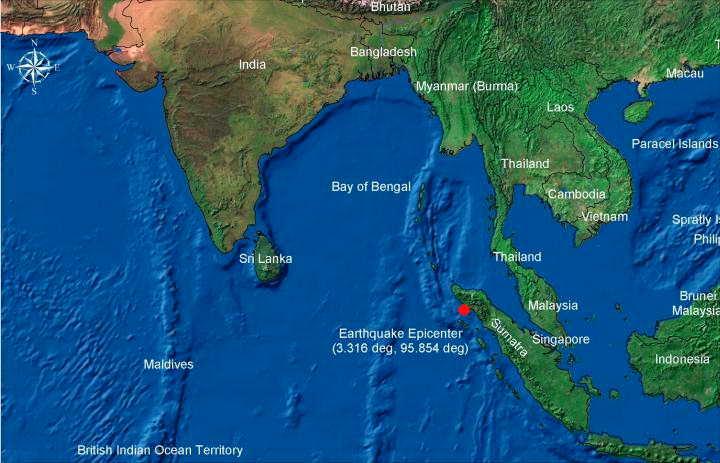 Bhutan
N
W
E
S
India
Bangladesh
Myanmar (Burma)
Macau
Laos
Paracel Islands
Thailand
Bay of Bengal
Cambodia
Vietnam
Spratly
Sri Lanka
Thailand
Brunei
Malaysia
Malaysia
Earthquake Epicenter
(3.316 deg, 95.854 deg)
Sumatra
Singapore
Indonesia
Maldives
British Indian Ocean Territory